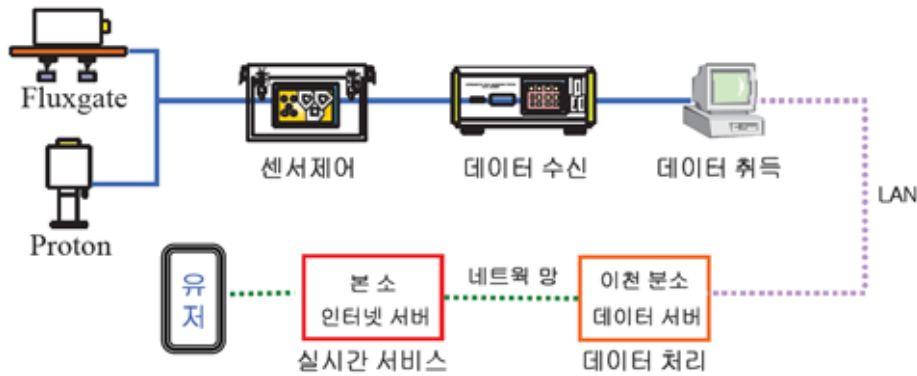 Fluxgate
Proton
센서제어
데이터 수신
데이터 취득
LAN
이천 분소
데이터 서버
데이터 처리
네트웍 망
본 소
인터넷 서버
실시간 서비스
유
저